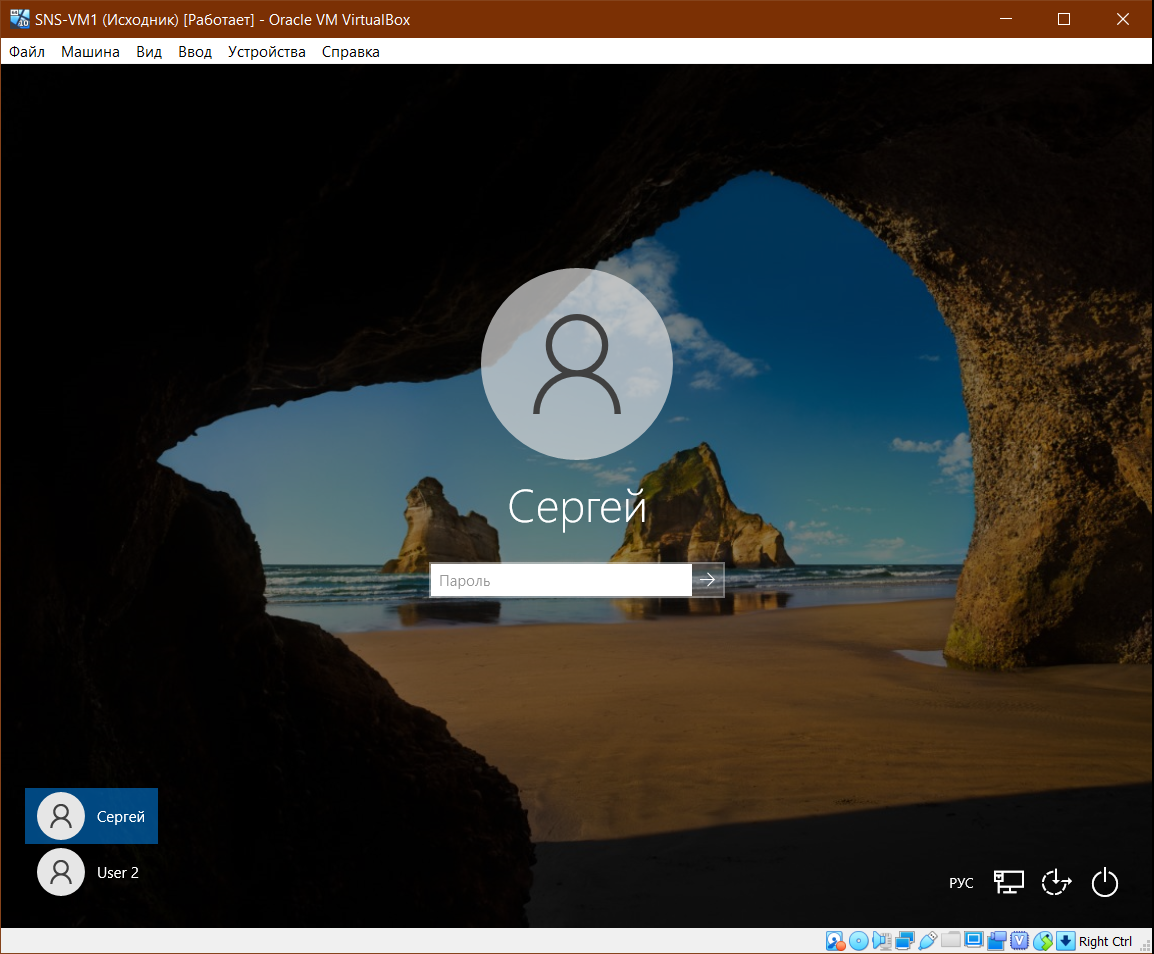 SNS-VM1 (Исходник) [Работает] - Oracle VM VirtualBox
Файл Машина Вид Ввод Устройства Справка
Сергей
Пароль
Сергей
User 2
РУС
Right Ctrl